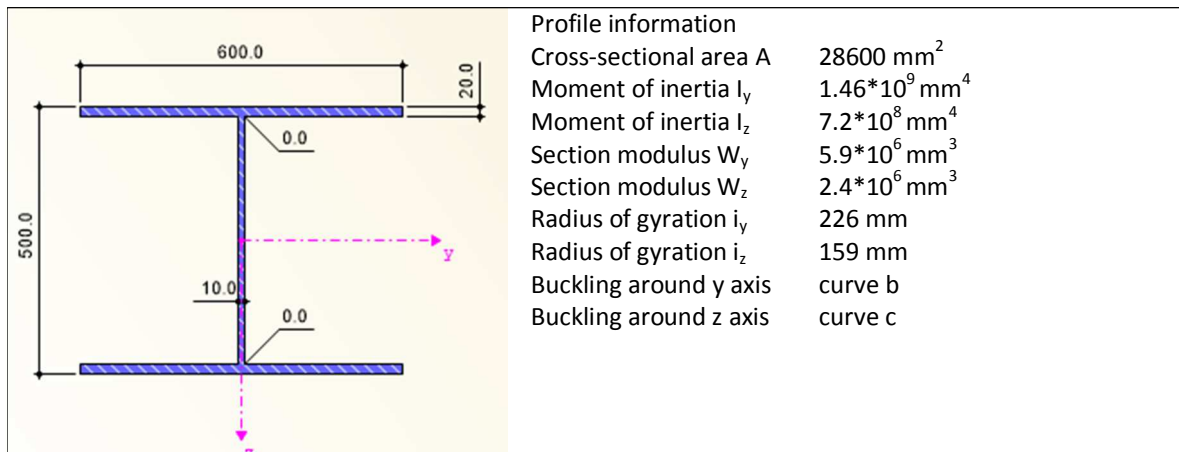 600.0
20.0
0.0
500.0
y
10.0
0.0
Profile information
Cross-sectional area A 28600 mm²
Moment of inertia Iy 1.46*10⁹ mm⁴
Moment of inertia Iz 7.2*10⁸ mm⁴
Section modulus Wy 5.9*10⁶ mm³
Section modulus Wz 2.4*10⁶ mm³
Radius of gyration iy 226 mm
Radius of gyration iz 159 mm
Buckling around y axis curve b
Buckling around z axis curve c